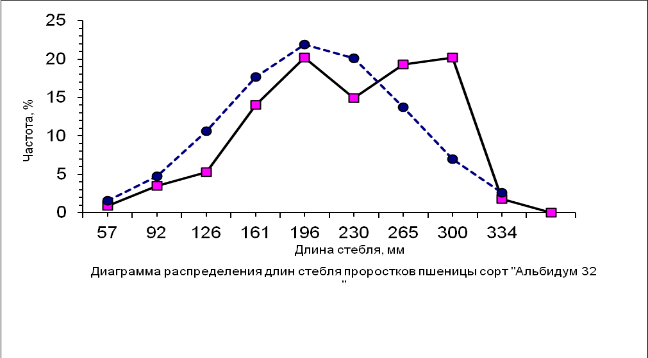 25
20
15
10
5
0
Частота, %
57 92 126 161 196 230 265 300 334
Длина стебля, мм
Диаграмма распределения длин стебля проростков пшеницы сорт "Альбидум 32
"